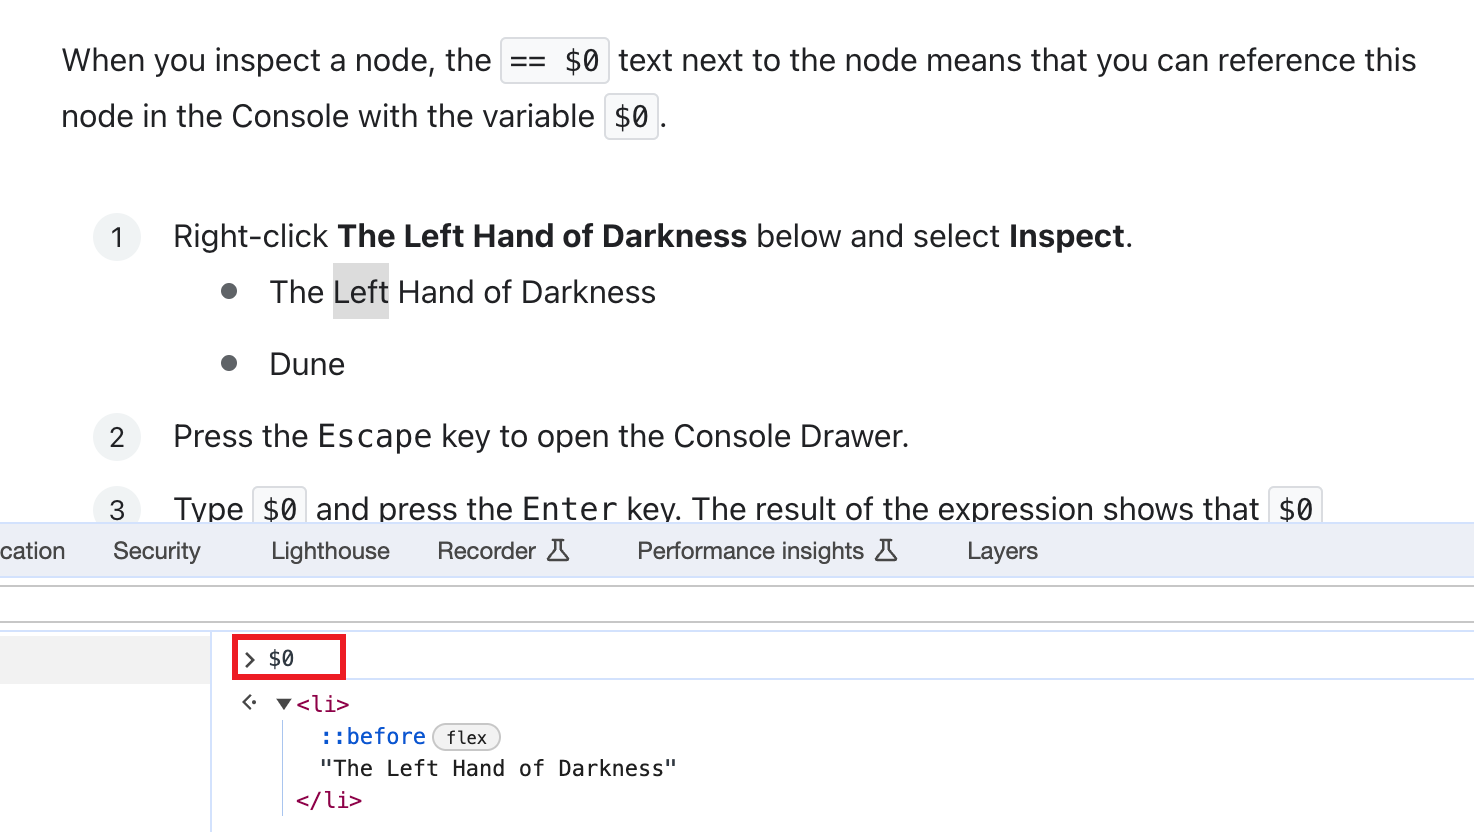 When you inspect a node, the == $0 text next to the node means that you can reference this
node in the Console with the variable $0.
1 Right-click The Left Hand of Darkness below and select Inspect.
The Left Hand of Darkness
Dune
2 Press the Escape key to open the Console Drawer.
3 Type $0 and press the Enter key. The result of the expression shows that $0
cation Security Lighthouse Recorder Performance insights Layers
> $0
<li>
::before flex
"The Left Hand of Darkness"
</li>